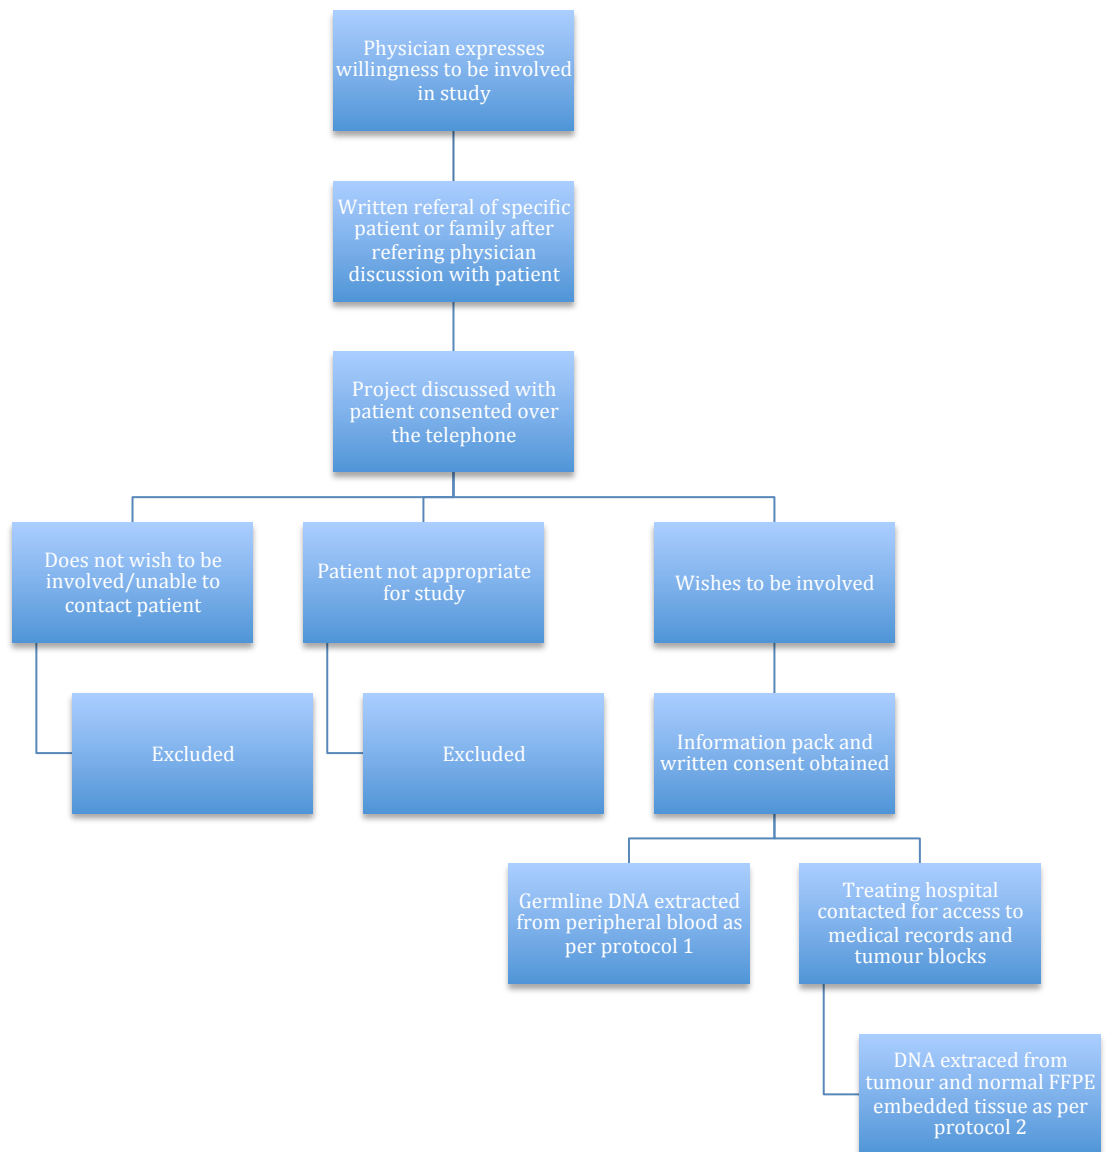 Physician expresses
willingness to be involved
in study
Written referal of specific
patient or family after
refering physician
discussion with patient
Project discussed with
patient consented over
the telephone
Does not wish to be
involved/unable to
contact patient
Patient not appropriate
for study
Wishes to be involved
Excluded
Excluded
Information pack and
written consent obtained
Germline DNA extracted
from peripheral blood as
per protocol 1
Treating hospital
contacted for access to
medical records and
tumour blocks
DNA extraced from
tumour and normal FFPE
embedded tissue as per
protocol 2